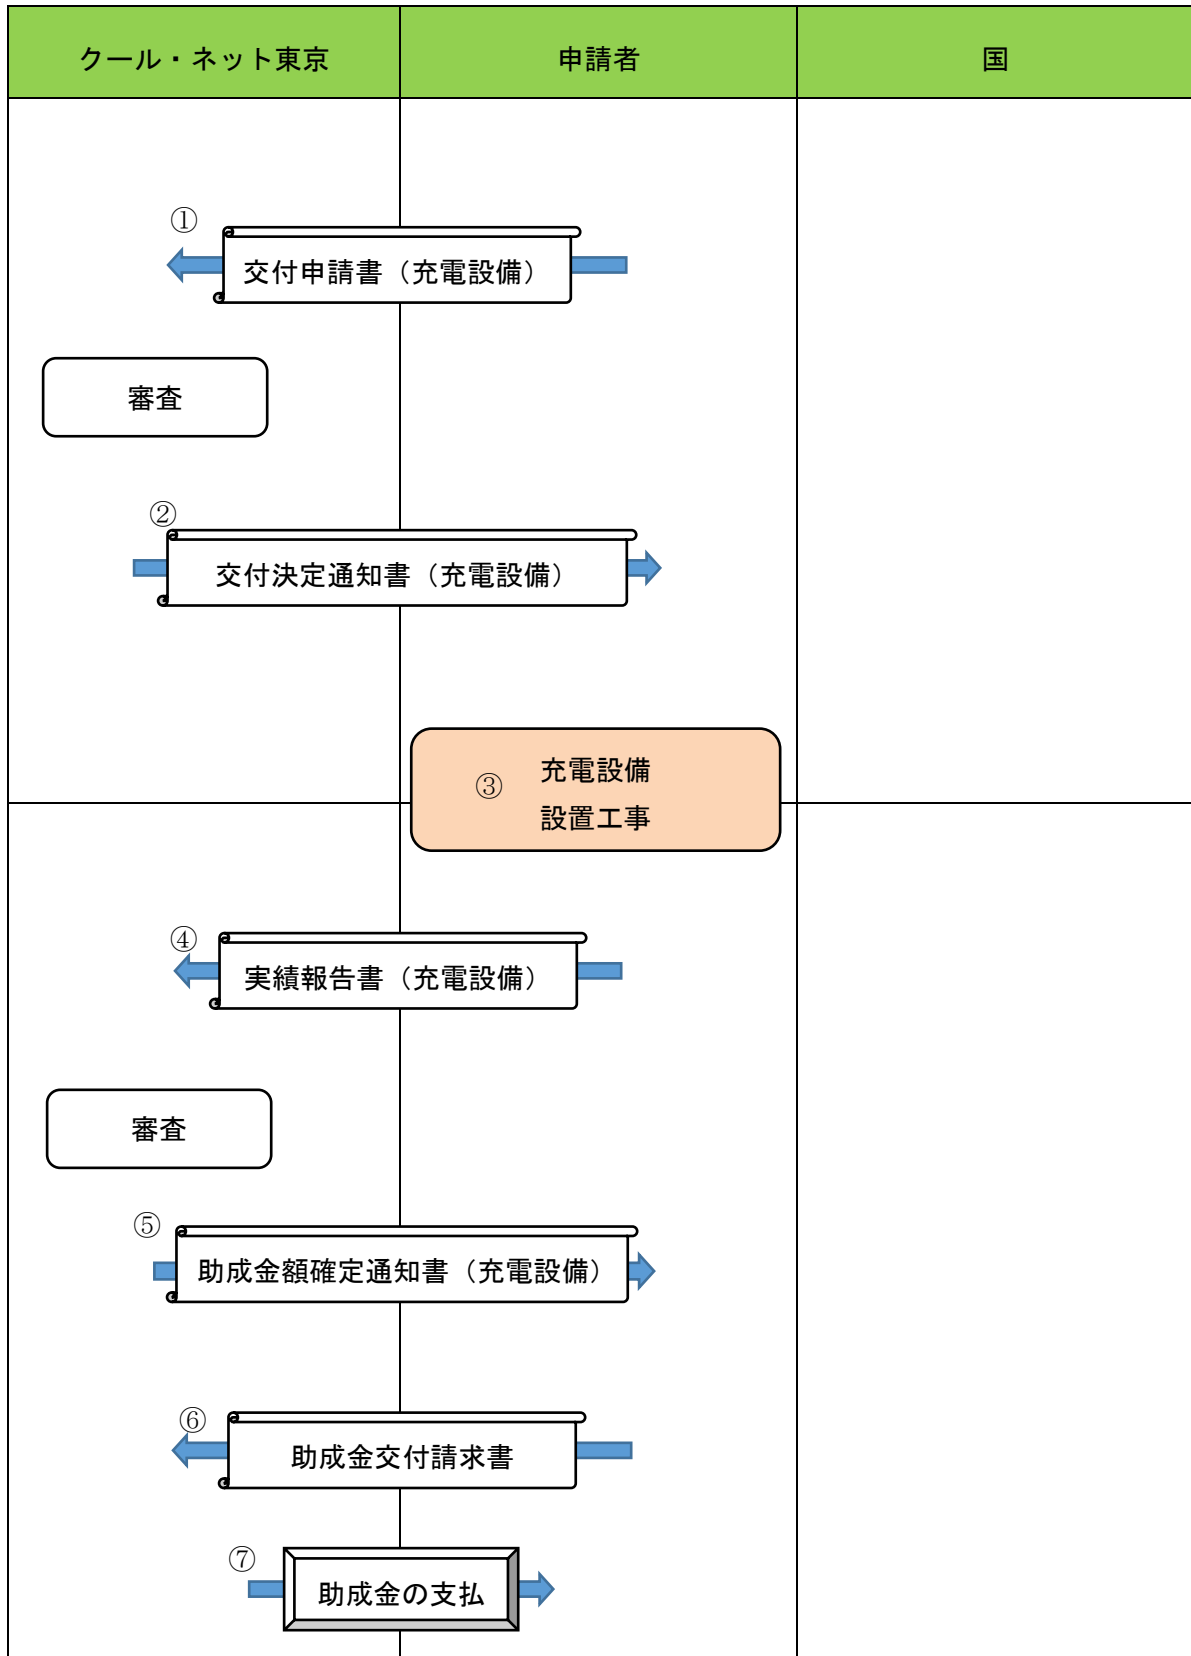 クール・ネット東京
申請者
国
①
交付申請書（充電設備）
審査
②
交付決定通知書（充電設備）
③
充電設備
設置工事
④
実績報告書（充電設備）
審査
⑤
助成金額確定通知書（充電設備）
⑥
助成金交付請求書
⑦
助成金の支払